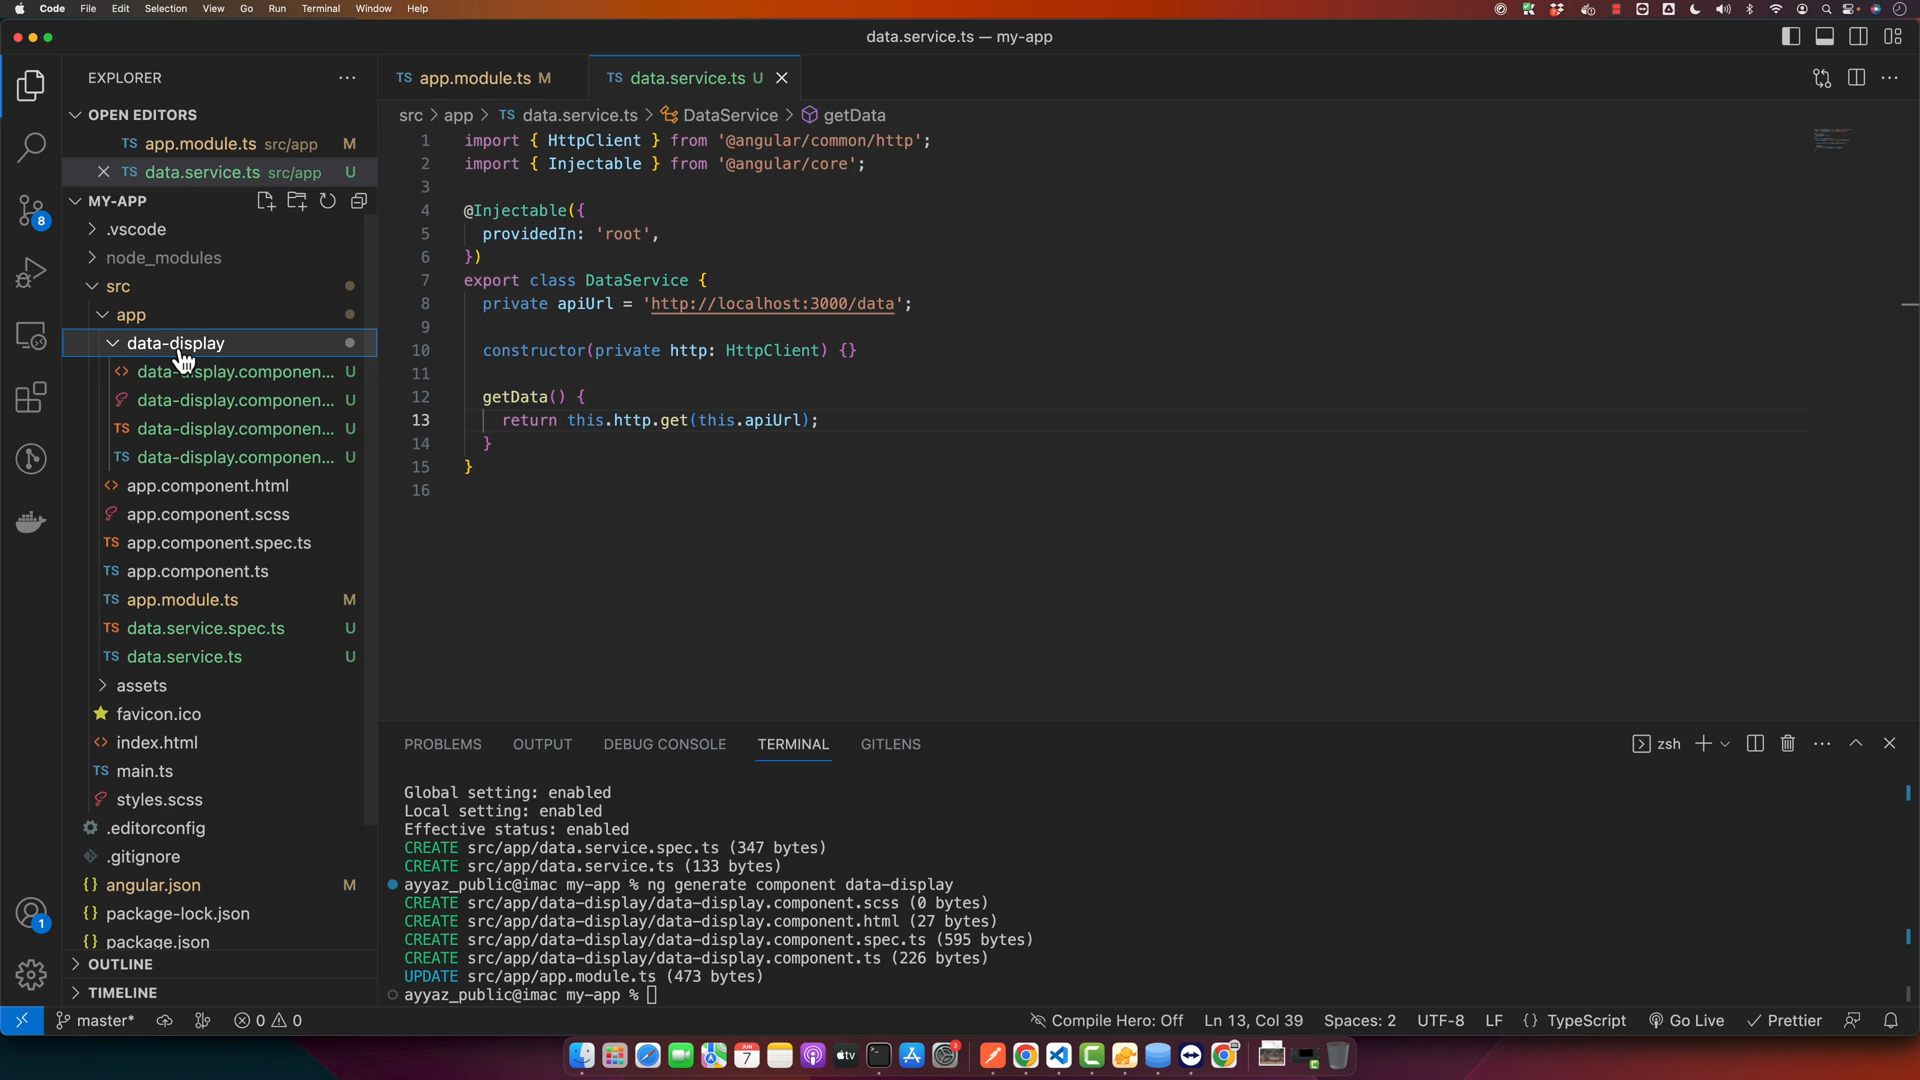 Code File Edit Selection View Go Run Terminal Window Help
data.service.ts — my-app
EXPLORER
OPEN EDITORS
TS app.module.ts src/app M
TS data.service.ts src/app U
MY-APP
.vscode
node_modules
src
app
data-display
data-display.componen... U
data-display.componen... U
TS data-display.componen... U
TS data-display.componen... U
app.component.html
app.component.scss
TS app.component.spec.ts
TS app.component.ts
TS app.module.ts M
TS data.service.spec.ts U
TS data.service.ts U
assets
favicon.ico
index.html
TS main.ts
styles.scss
.editorconfig
.gitignore
{} angular.json M
{} package-lock.json
{} package.json
OUTLINE
TIMELINE
8
1
TS app.module.ts M
TS data.service.ts U
src > app > TS data.service.ts > DataService > getData
1 import { HttpClient } from '@angular/common/http';
2 import { Injectable } from '@angular/core';
3
4 @Injectable({
5 providedIn: 'root',
6 })
7 export class DataService {
8 private apiUrl = 'http://localhost:3000/data';
9
10 constructor(private http: HttpClient) {}
11
12 getData() {
13 return this.http.get(this.apiUrl);
14 }
15 }
16
PROBLEMS OUTPUT DEBUG CONSOLE TERMINAL GITLENS
zsh
Global setting: enabled
Local setting: enabled
Effective status: enabled
CREATE src/app/data.service.spec.ts (347 bytes)
CREATE src/app/data.service.ts (133 bytes)
ayyaz_public@imac my-app % ng generate component data-display
CREATE src/app/data-display/data-display.component.scss (0 bytes)
CREATE src/app/data-display/data-display.component.html (27 bytes)
CREATE src/app/data-display/data-display.component.spec.ts (595 bytes)
CREATE src/app/data-display/data-display.component.ts (226 bytes)
UPDATE src/app/app.module.ts (473 bytes)
ayyaz_public@imac my-app %
master* 0 0 Compile Hero: Off Ln 13, Col 39 Spaces: 2 UTF-8 LF {} TypeScript Go Live Prettier
JUN
7
tv
3